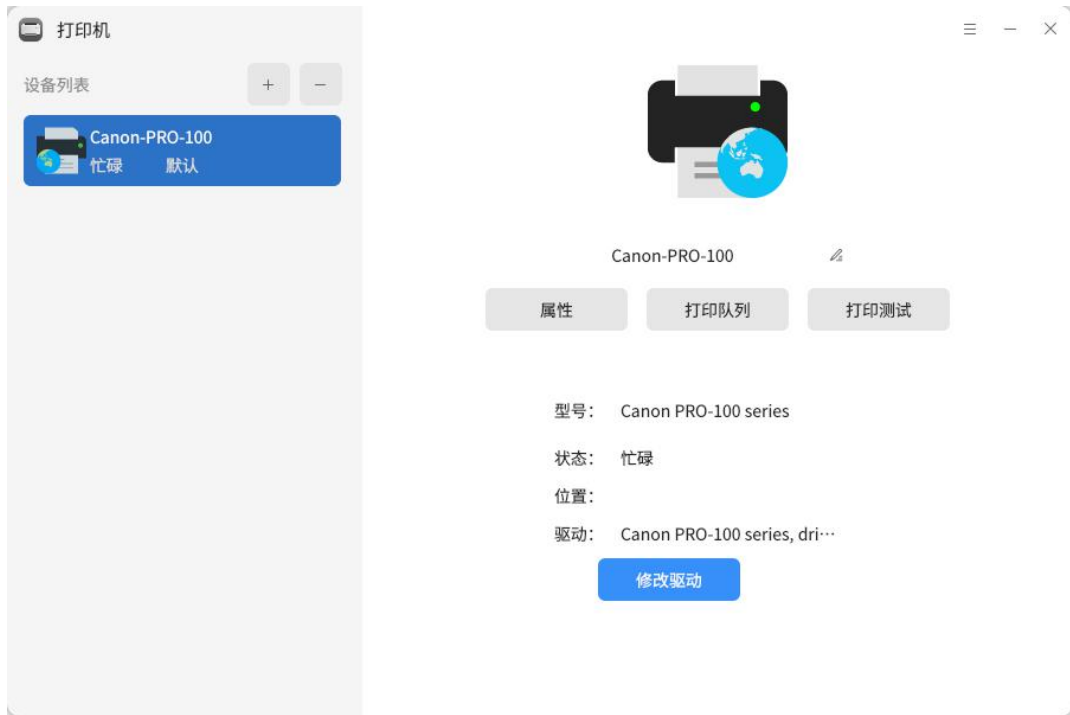 打印机
设备列表
Canon-PRO-100
忙碌 默认
Canon-PRO-100
属性 打印队列 打印测试
型号： Canon PRO-100 series
状态： 忙碌
位置：
驱动： Canon PRO-100 series, dri…
修改驱动